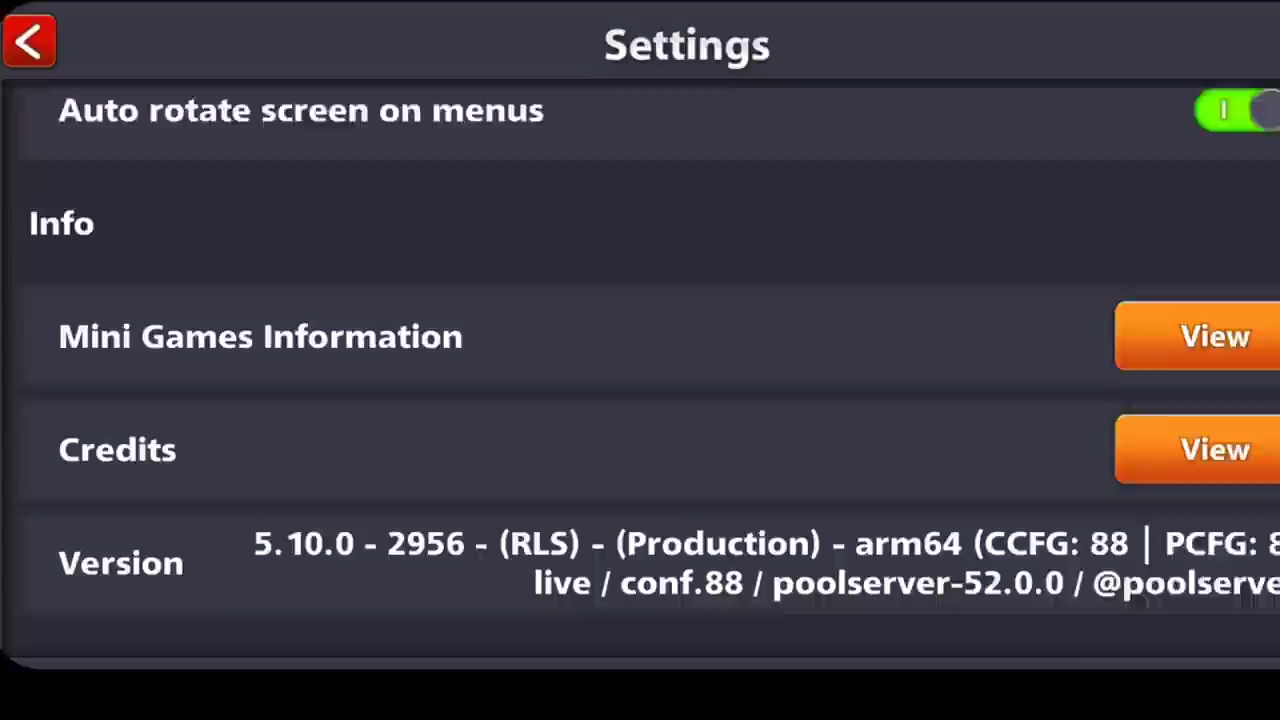 Settings
Auto rotate screen on menus
Info
Mini Games Information
View
Credits
View
Version
5.10.0 - 2956 - (RLS) - (Production) - arm64 (CCFG: 88 | PCFG:
live / conf.88 / poolserver-52.0.0 /